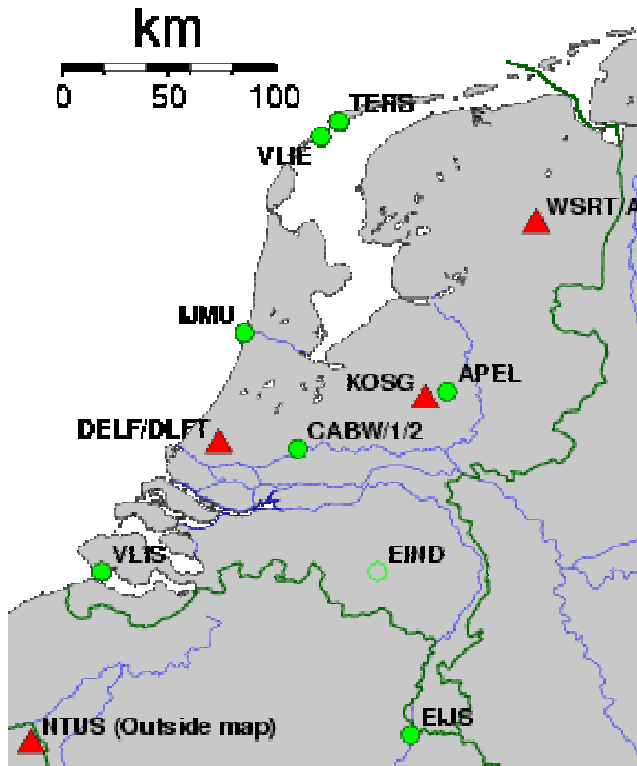 km
0 50 100
TERS
VLIE
WSRT/A
IJMU
KOSG
APEL
DELF/DLFT
CABW/1/2
VLIS
EIND
NTUS (Outside map)
EIJS